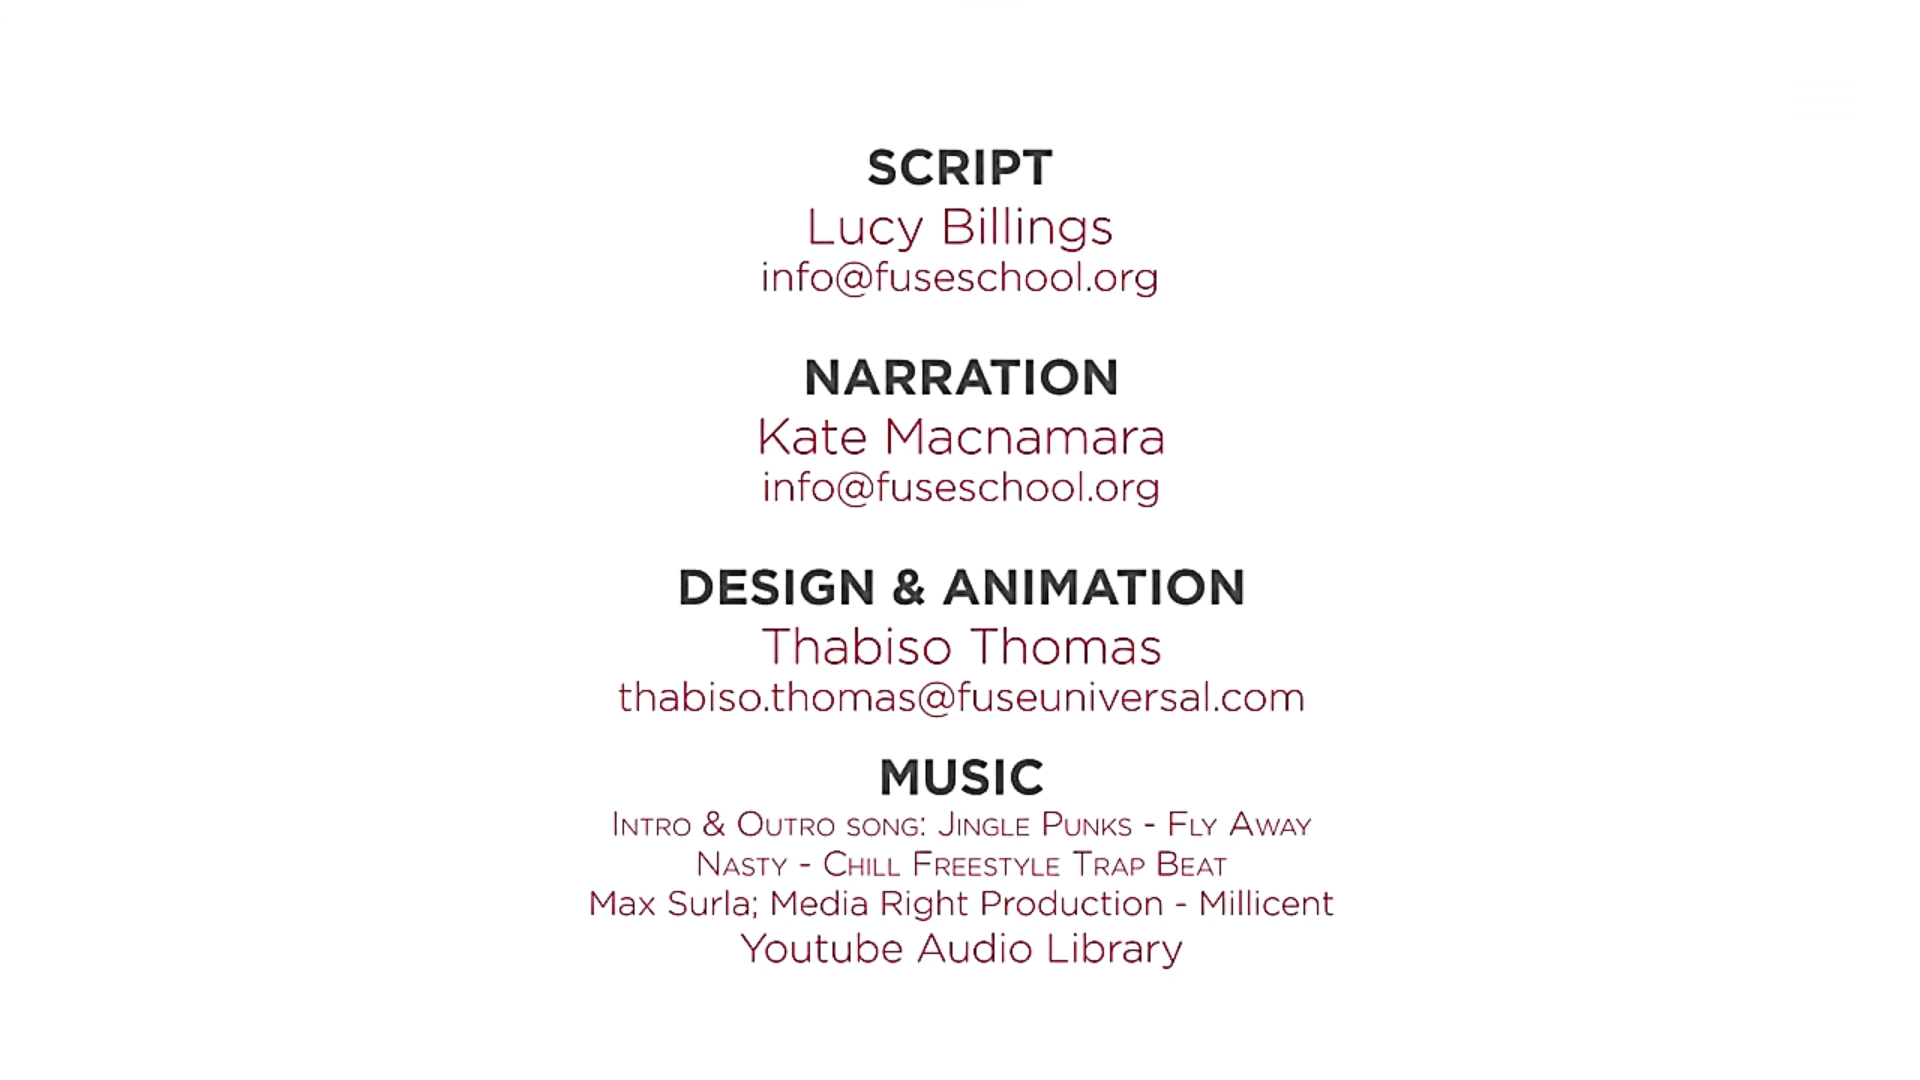 SCRIPT
Lucy Billings
info@fuseschool.org
NARRATION
Kate Macnamara
info@fuseschool.org
DESIGN & ANIMATION
Thabiso Thomas
thabiso.thomas@fuseuniversal.com
MUSIC
Intro & Outro song: Jingle Punks - Fly Away
Nasty - Chill Freestyle Trap Beat
Max Surla; Media Right Production - Millicent
Youtube Audio Library